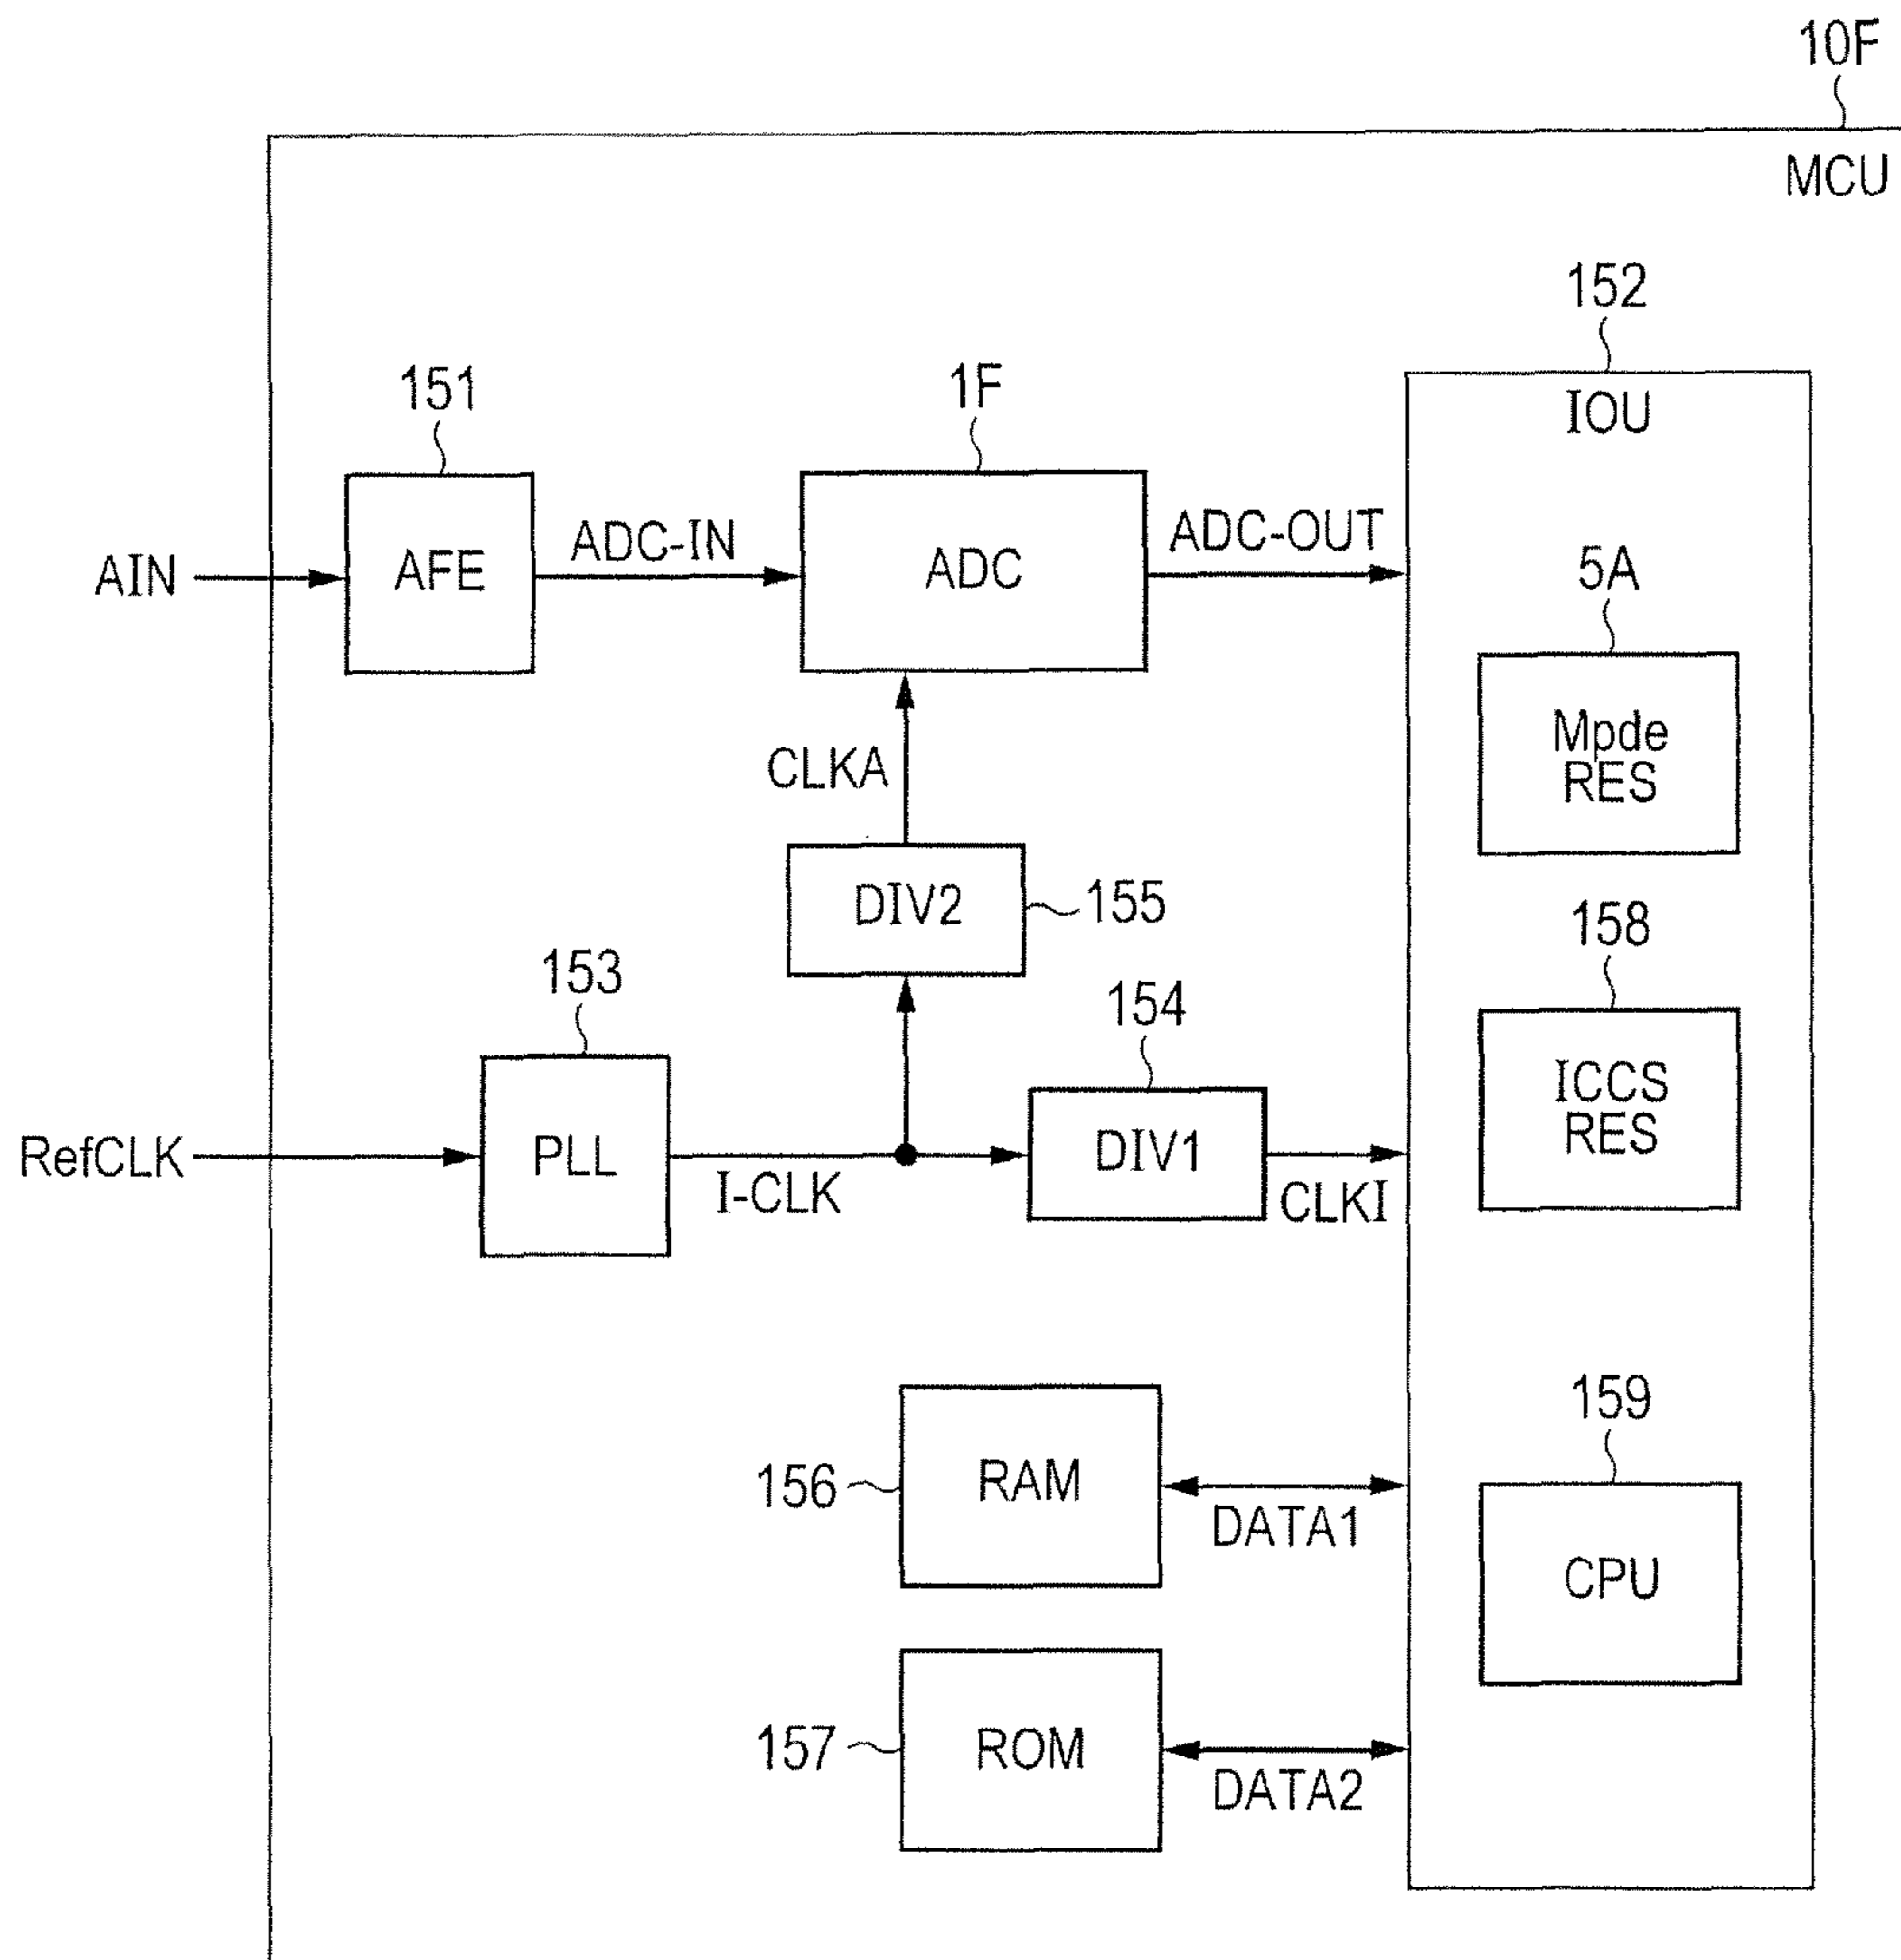 10F
MCU
152
IOU
151
1F
AIN
AFE
ADC-IN
ADC
ADC-OUT
5A
Mpde
RES
CLKA
DIV2
155
158
ICCS
RES
153
154
RefCLK
PLL
I-CLK
DIV1
CLKI
159
CPU
156
RAM
DATA1
157
ROM
DATA2